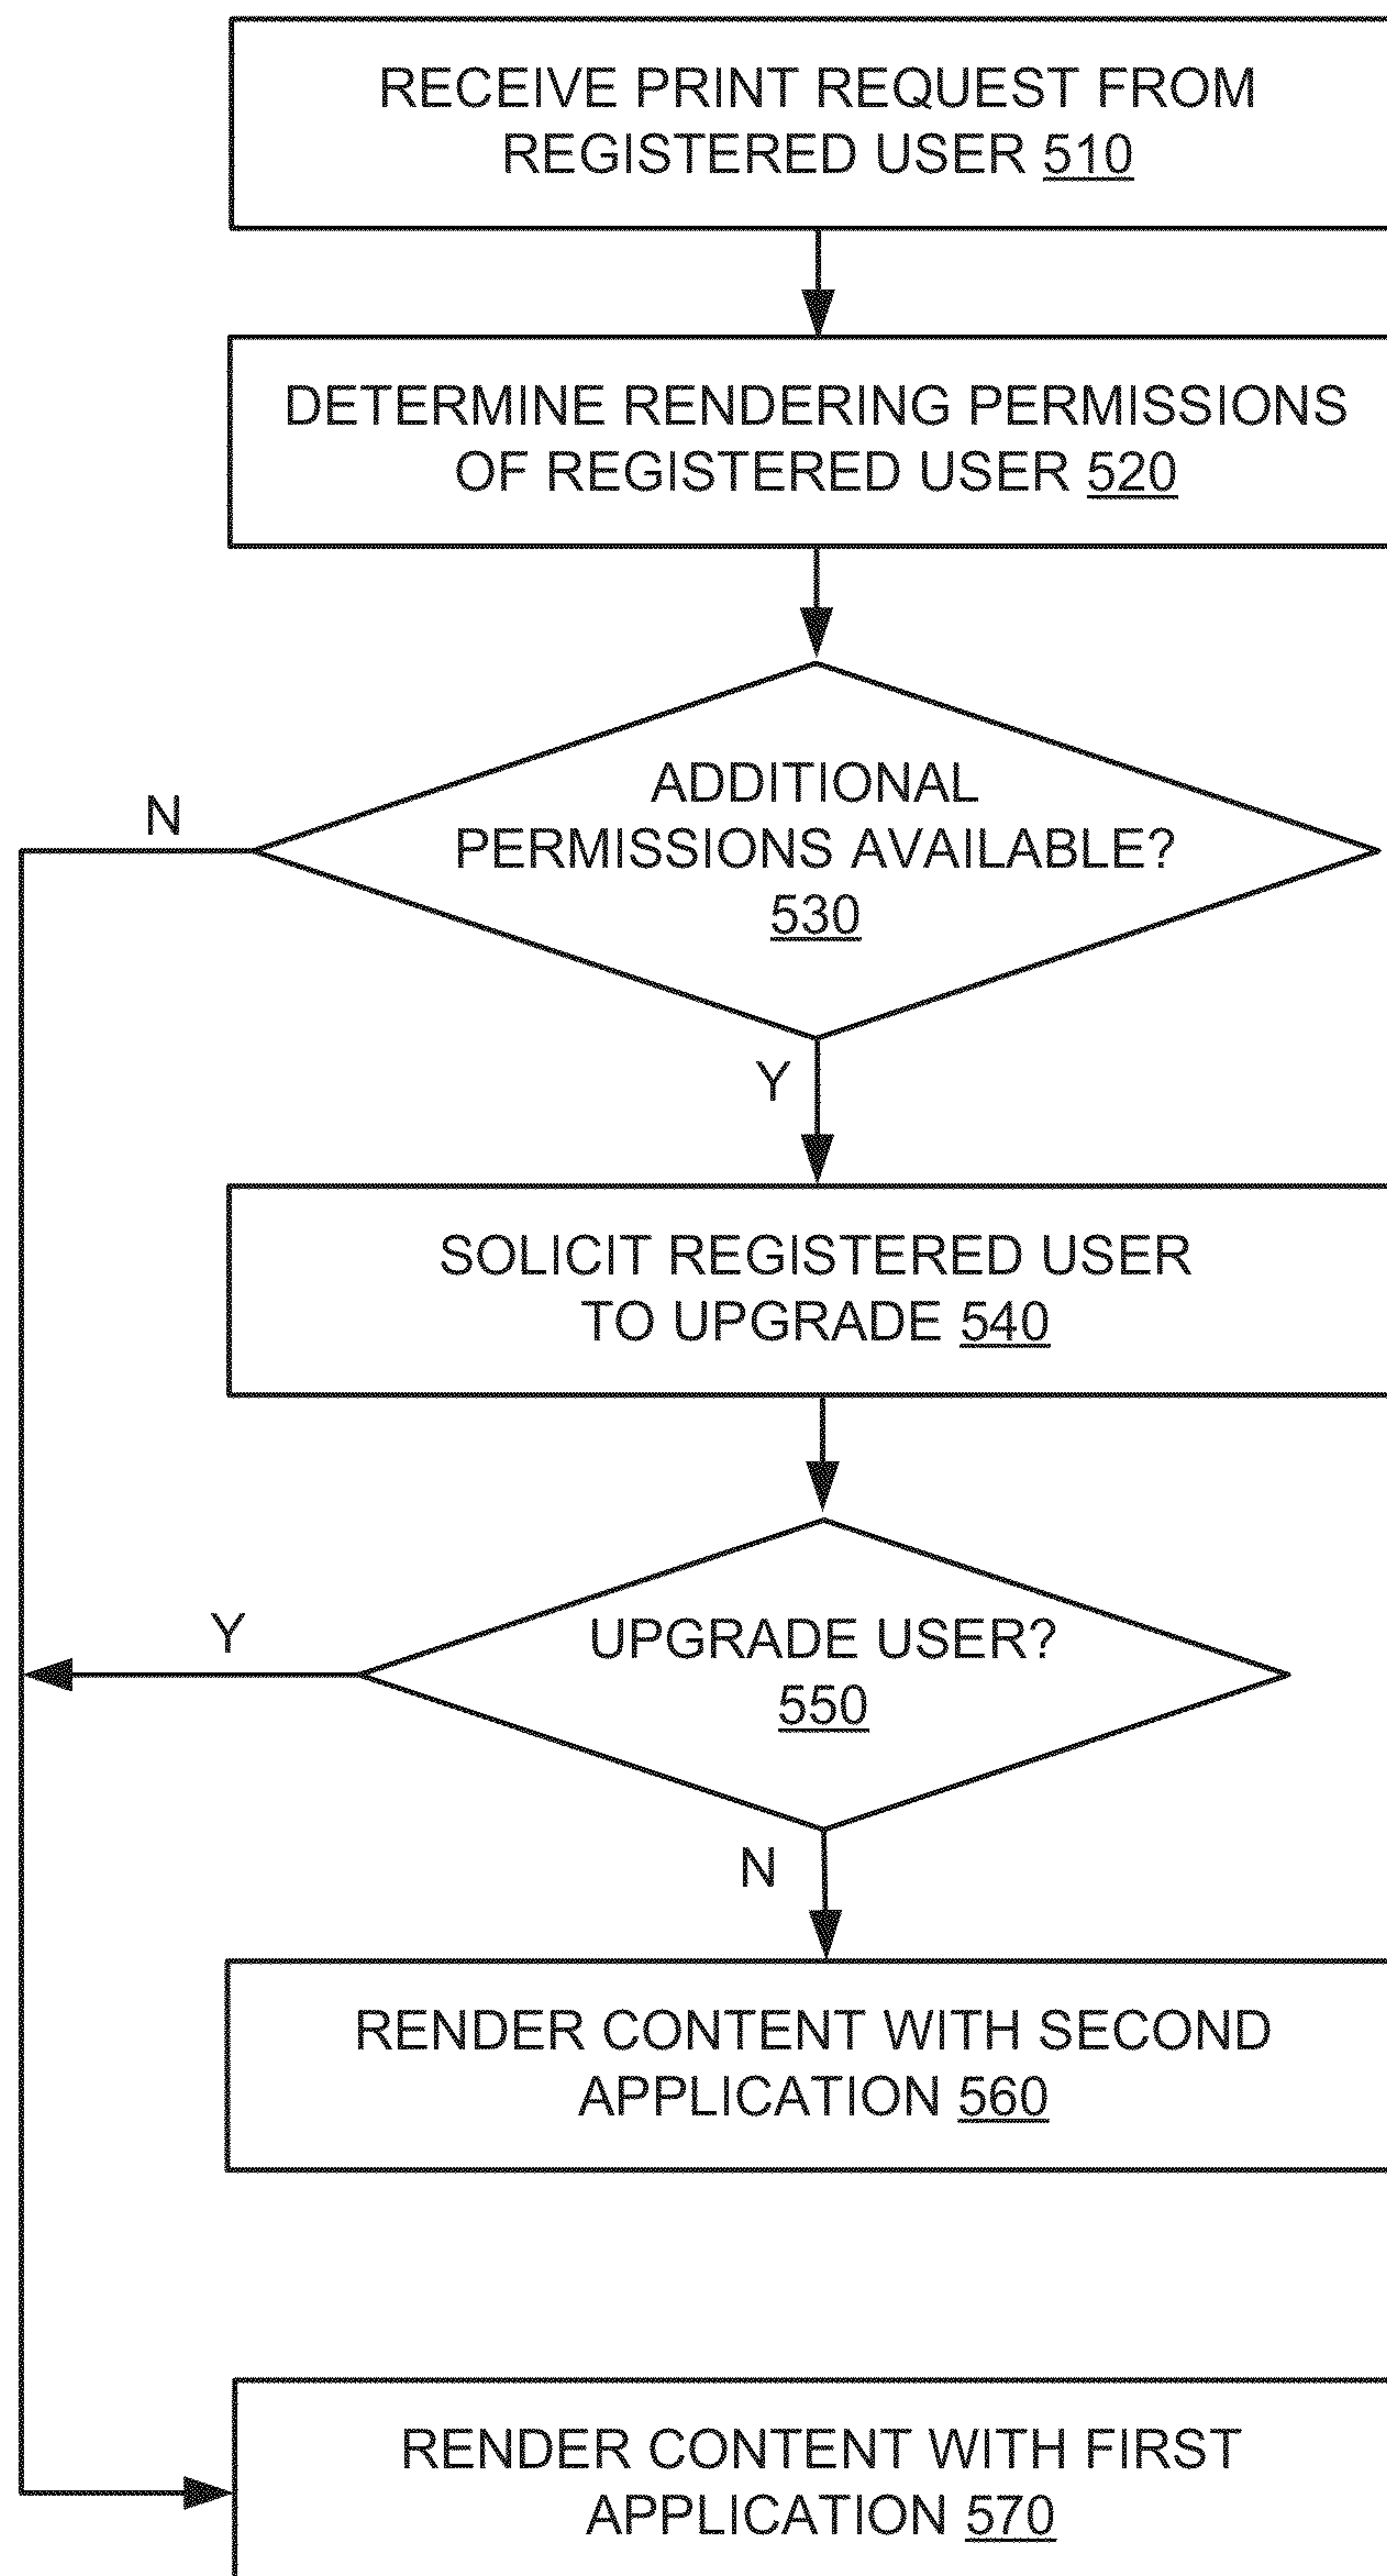 RECEIVE PRINT REQUEST FROM
REGISTERED USER 510
DETERMINE RENDERING PERMISSIONS
OF REGISTERED USER 520
ADDITIONAL
PERMISSIONS AVAILABLE?
530
N
Y
SOLICIT REGISTERED USER
TO UPGRADE 540
UPGRADE USER?
550
Y
N
RENDER CONTENT WITH SECOND
APPLICATION 560
RENDER CONTENT WITH FIRST
APPLICATION 570